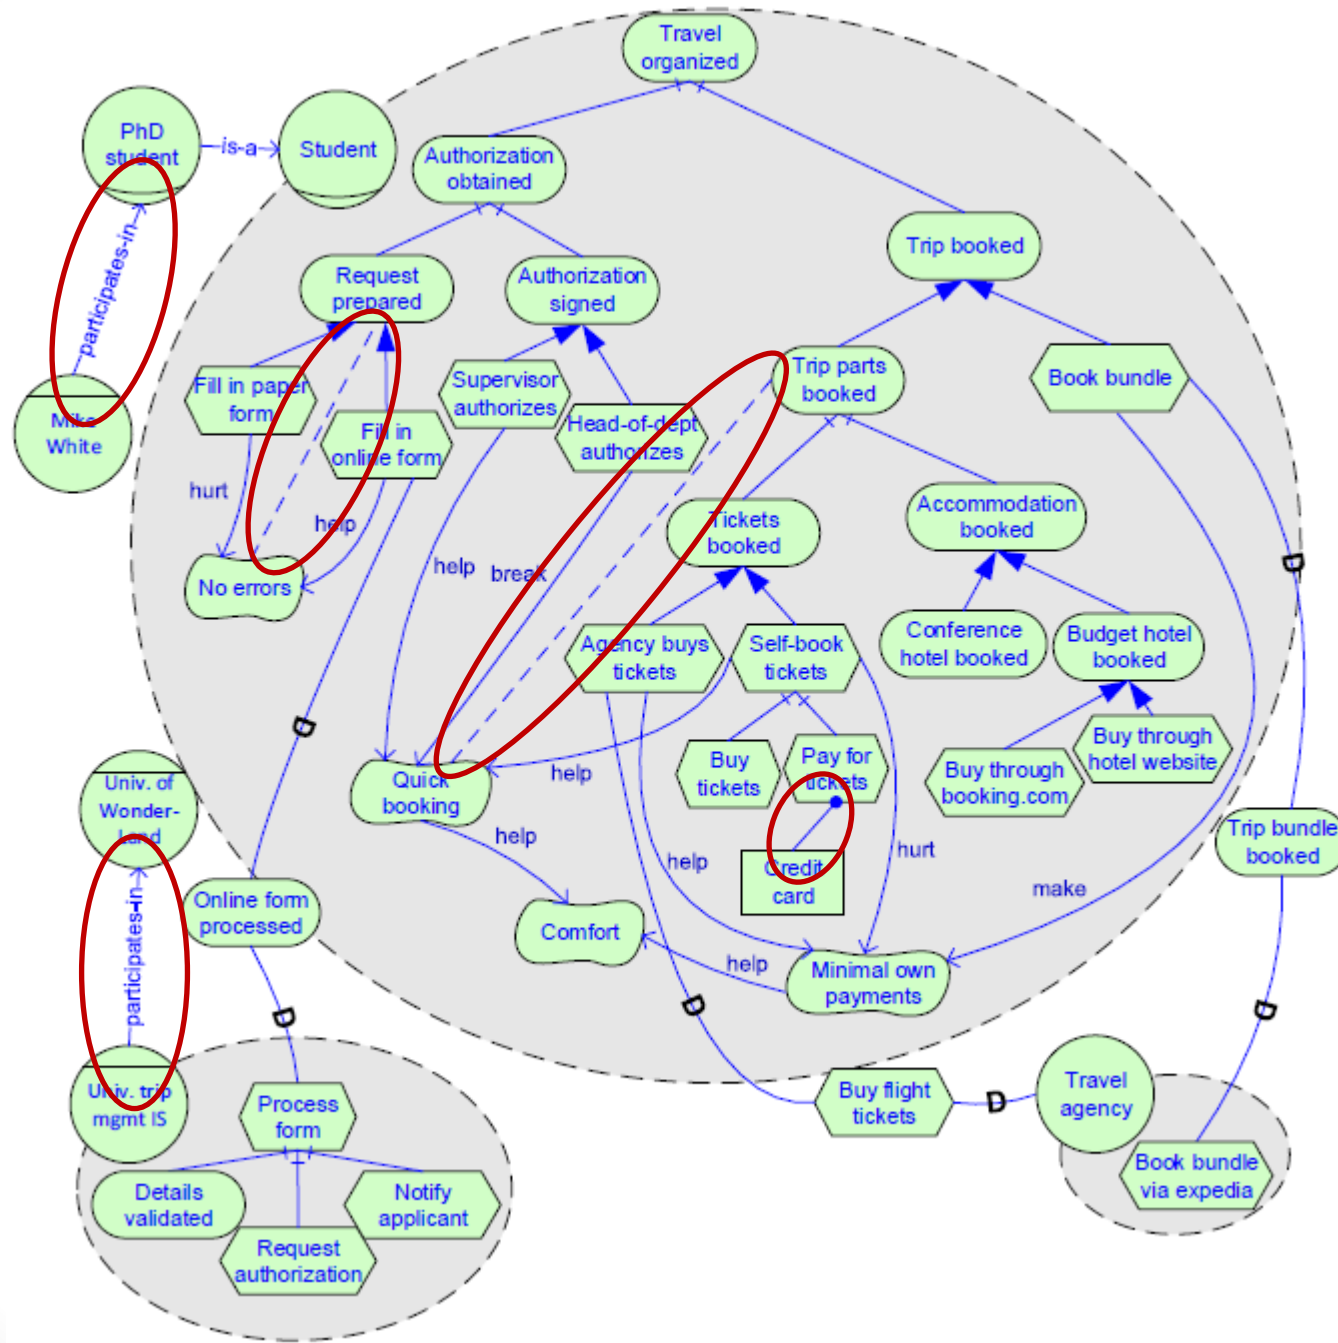 Travel
organized
PhD
student
is-a
Student
Authorization
obtained
participates-in
Trip booked
Request
prepared
Authorization
signed
Fill in paper
form
Supervisor
authorizes
Trip parts
booked
Book bundle
Mike
White
Fill in
online form
Head-of-dept
authorizes
hurt
help
Tickets
booked
Accommodation
booked
No errors
help
break
D
Agency buys
tickets
Self-book
tickets
Conference
hotel booked
Budget hotel
booked
D
Buy
tickets
Pay for
tickets
Buy through
booking.com
Buy through
hotel website
Univ. of
Wonder-
Land
Quick
booking
help
help
help
hurt
Credit
card
make
Trip bundle
booked
participates-in
Online form
processed
Comfort
help
Minimal own
payments
D
D
D
Univ. trip
mgmt IS
Process
form
Buy flight
tickets
D
Travel
agency
Details
validated
Notify
applicant
Request
authorization
Book bundle
via expedia